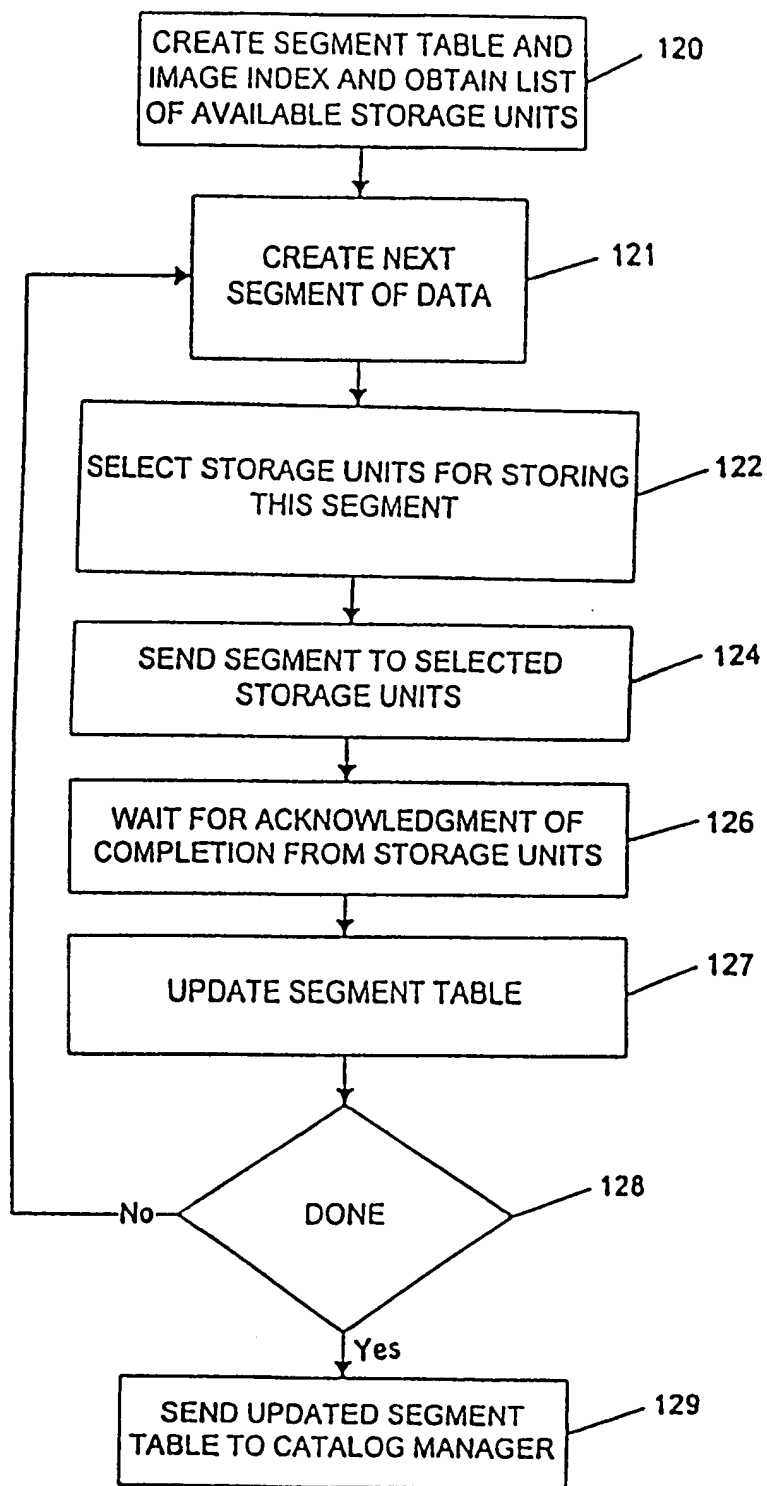 CREATE SEGMENT TABLE AND
IMAGE INDEX AND OBTAIN LIST
OF AVAILABLE STORAGE UNITS
120
CREATE NEXT
SEGMENT OF DATA
121
SELECT STORAGE UNITS FOR STORING
THIS SEGMENT
122
SEND SEGMENT TO SELECTED
STORAGE UNITS
124
WAIT FOR ACKNOWLEDGMENT OF
COMPLETION FROM STORAGE UNITS
126
UPDATE SEGMENT TABLE
127
DONE
128
No
Yes
SEND UPDATED SEGMENT
TABLE TO CATALOG MANAGER
129